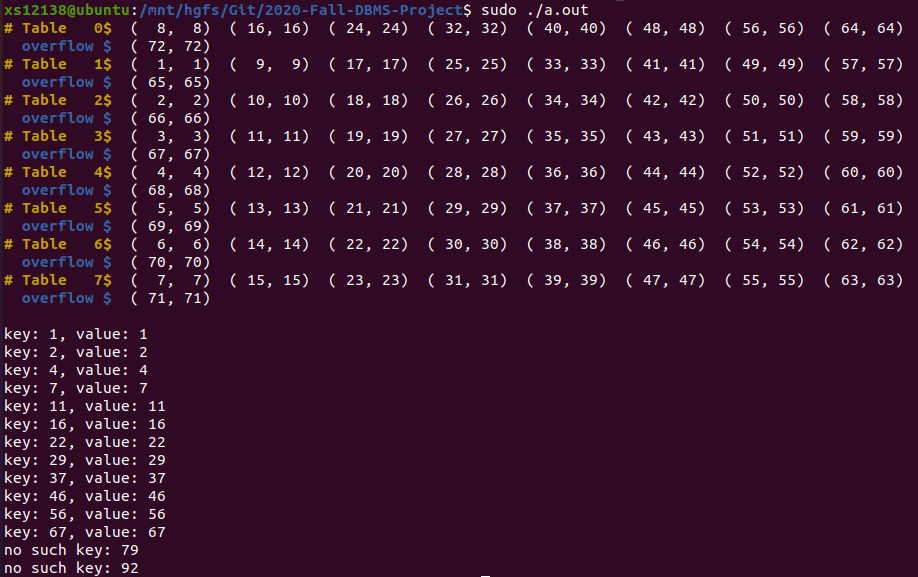 xs12138@ubuntu:/mnt/hgfs/Git/2020-Fall-DBMS-Project$ sudo ./a.out
# Table   0$  (  8,  8)  ( 16, 16)  ( 24, 24)  ( 32, 32)  ( 40, 40)  ( 48, 48)  ( 56, 56)  ( 64, 64)
  overflow $  ( 72, 72)
# Table   1$  (  1,  1)  (  9,  9)  ( 17, 17)  ( 25, 25)  ( 33, 33)  ( 41, 41)  ( 49, 49)  ( 57, 57)
  overflow $  ( 65, 65)
# Table   2$  (  2,  2)  ( 10, 10)  ( 18, 18)  ( 26, 26)  ( 34, 34)  ( 42, 42)  ( 50, 50)  ( 58, 58)
  overflow $  ( 66, 66)
# Table   3$  (  3,  3)  ( 11, 11)  ( 19, 19)  ( 27, 27)  ( 35, 35)  ( 43, 43)  ( 51, 51)  ( 59, 59)
  overflow $  ( 67, 67)
# Table   4$  (  4,  4)  ( 12, 12)  ( 20, 20)  ( 28, 28)  ( 36, 36)  ( 44, 44)  ( 52, 52)  ( 60, 60)
  overflow $  ( 68, 68)
# Table   5$  (  5,  5)  ( 13, 13)  ( 21, 21)  ( 29, 29)  ( 37, 37)  ( 45, 45)  ( 53, 53)  ( 61, 61)
  overflow $  ( 69, 69)
# Table   6$  (  6,  6)  ( 14, 14)  ( 22, 22)  ( 30, 30)  ( 38, 38)  ( 46, 46)  ( 54, 54)  ( 62, 62)
  overflow $  ( 70, 70)
# Table   7$  (  7,  7)  ( 15, 15)  ( 23, 23)  ( 31, 31)  ( 39, 39)  ( 47, 47)  ( 55, 55)  ( 63, 63)
  overflow $  ( 71, 71)
key: 1, value: 1
key: 2, value: 2
key: 4, value: 4
key: 7, value: 7
key: 11, value: 11
key: 16, value: 16
key: 22, value: 22
key: 29, value: 29
key: 37, value: 37
key: 46, value: 46
key: 56, value: 56
key: 67, value: 67
no such key: 79
no such key: 92